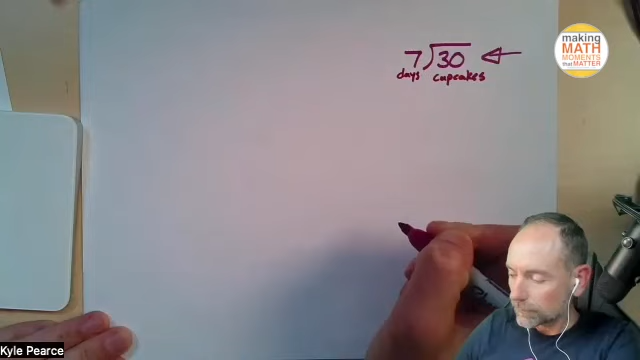 7)30
days cupcakes
making
MATH
MOMENTS
that MATTER
Kyle Pearce